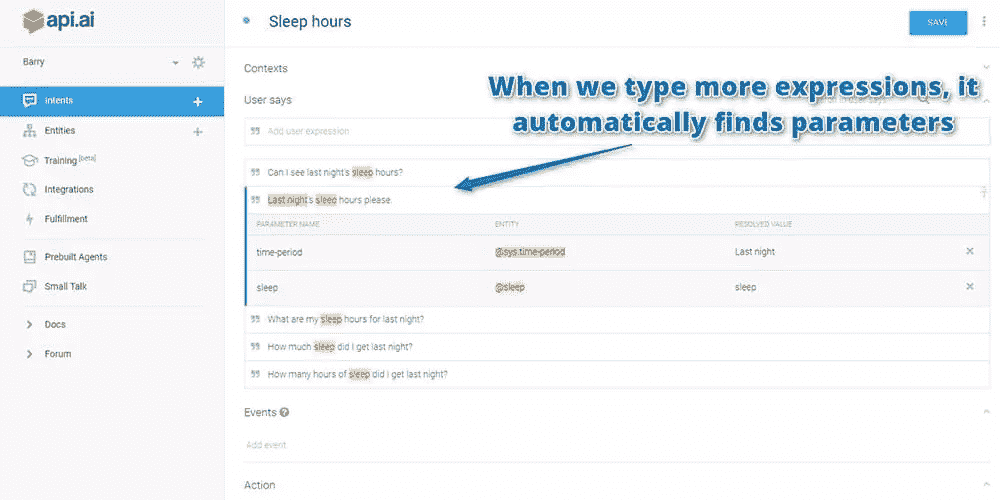 api.ai
Sleep hours
SAVE
Barry
Contexts
When we type more expressions, it
automatically finds parameters
Intents
User says
Entities
Add user expression
Training [beta]
Can I see last night's sleep hours?
Integrations
Last night's sleep hours please.
Fulfillment
PARAMETER NAME ENTITY RESOLVED VALUE
time-period @sys.time-period Last night
Prebuilt Agents
Small Talk
sleep @sleep sleep
Docs
What are my sleep hours for last night?
Forum
How much sleep did I get last night?
How many hours of sleep did I get last night?
Events
Add event
Action